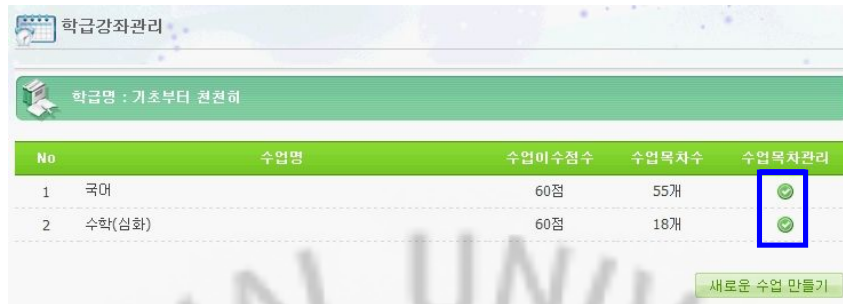 학급강좌관리
학급명 : 기초부터 천천히
No 수업명 수업이수점수 수업목차수 수업목차관리
1 국어 60점 55개
2 수학(심화) 60점 18개
새로운 수업 만들기